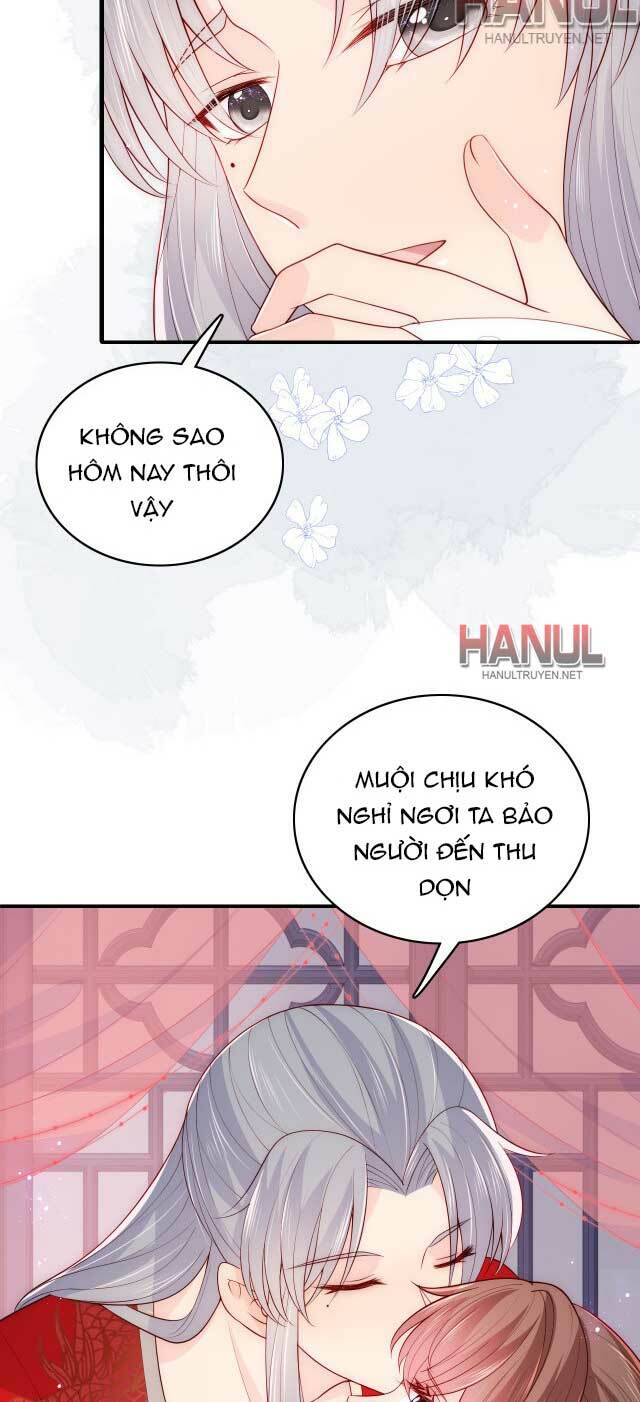 HANUL
HANULTRUYEN.NET
KHÔNG SAO
HÔM NAY THÔI
VẬY
HANUL
HANULTRUYEN.NET
MUỘI CHỊU KHÓ
NGHỈ NGƠI TA BẢO
NGƯỜI ĐẾN THU
DỌN